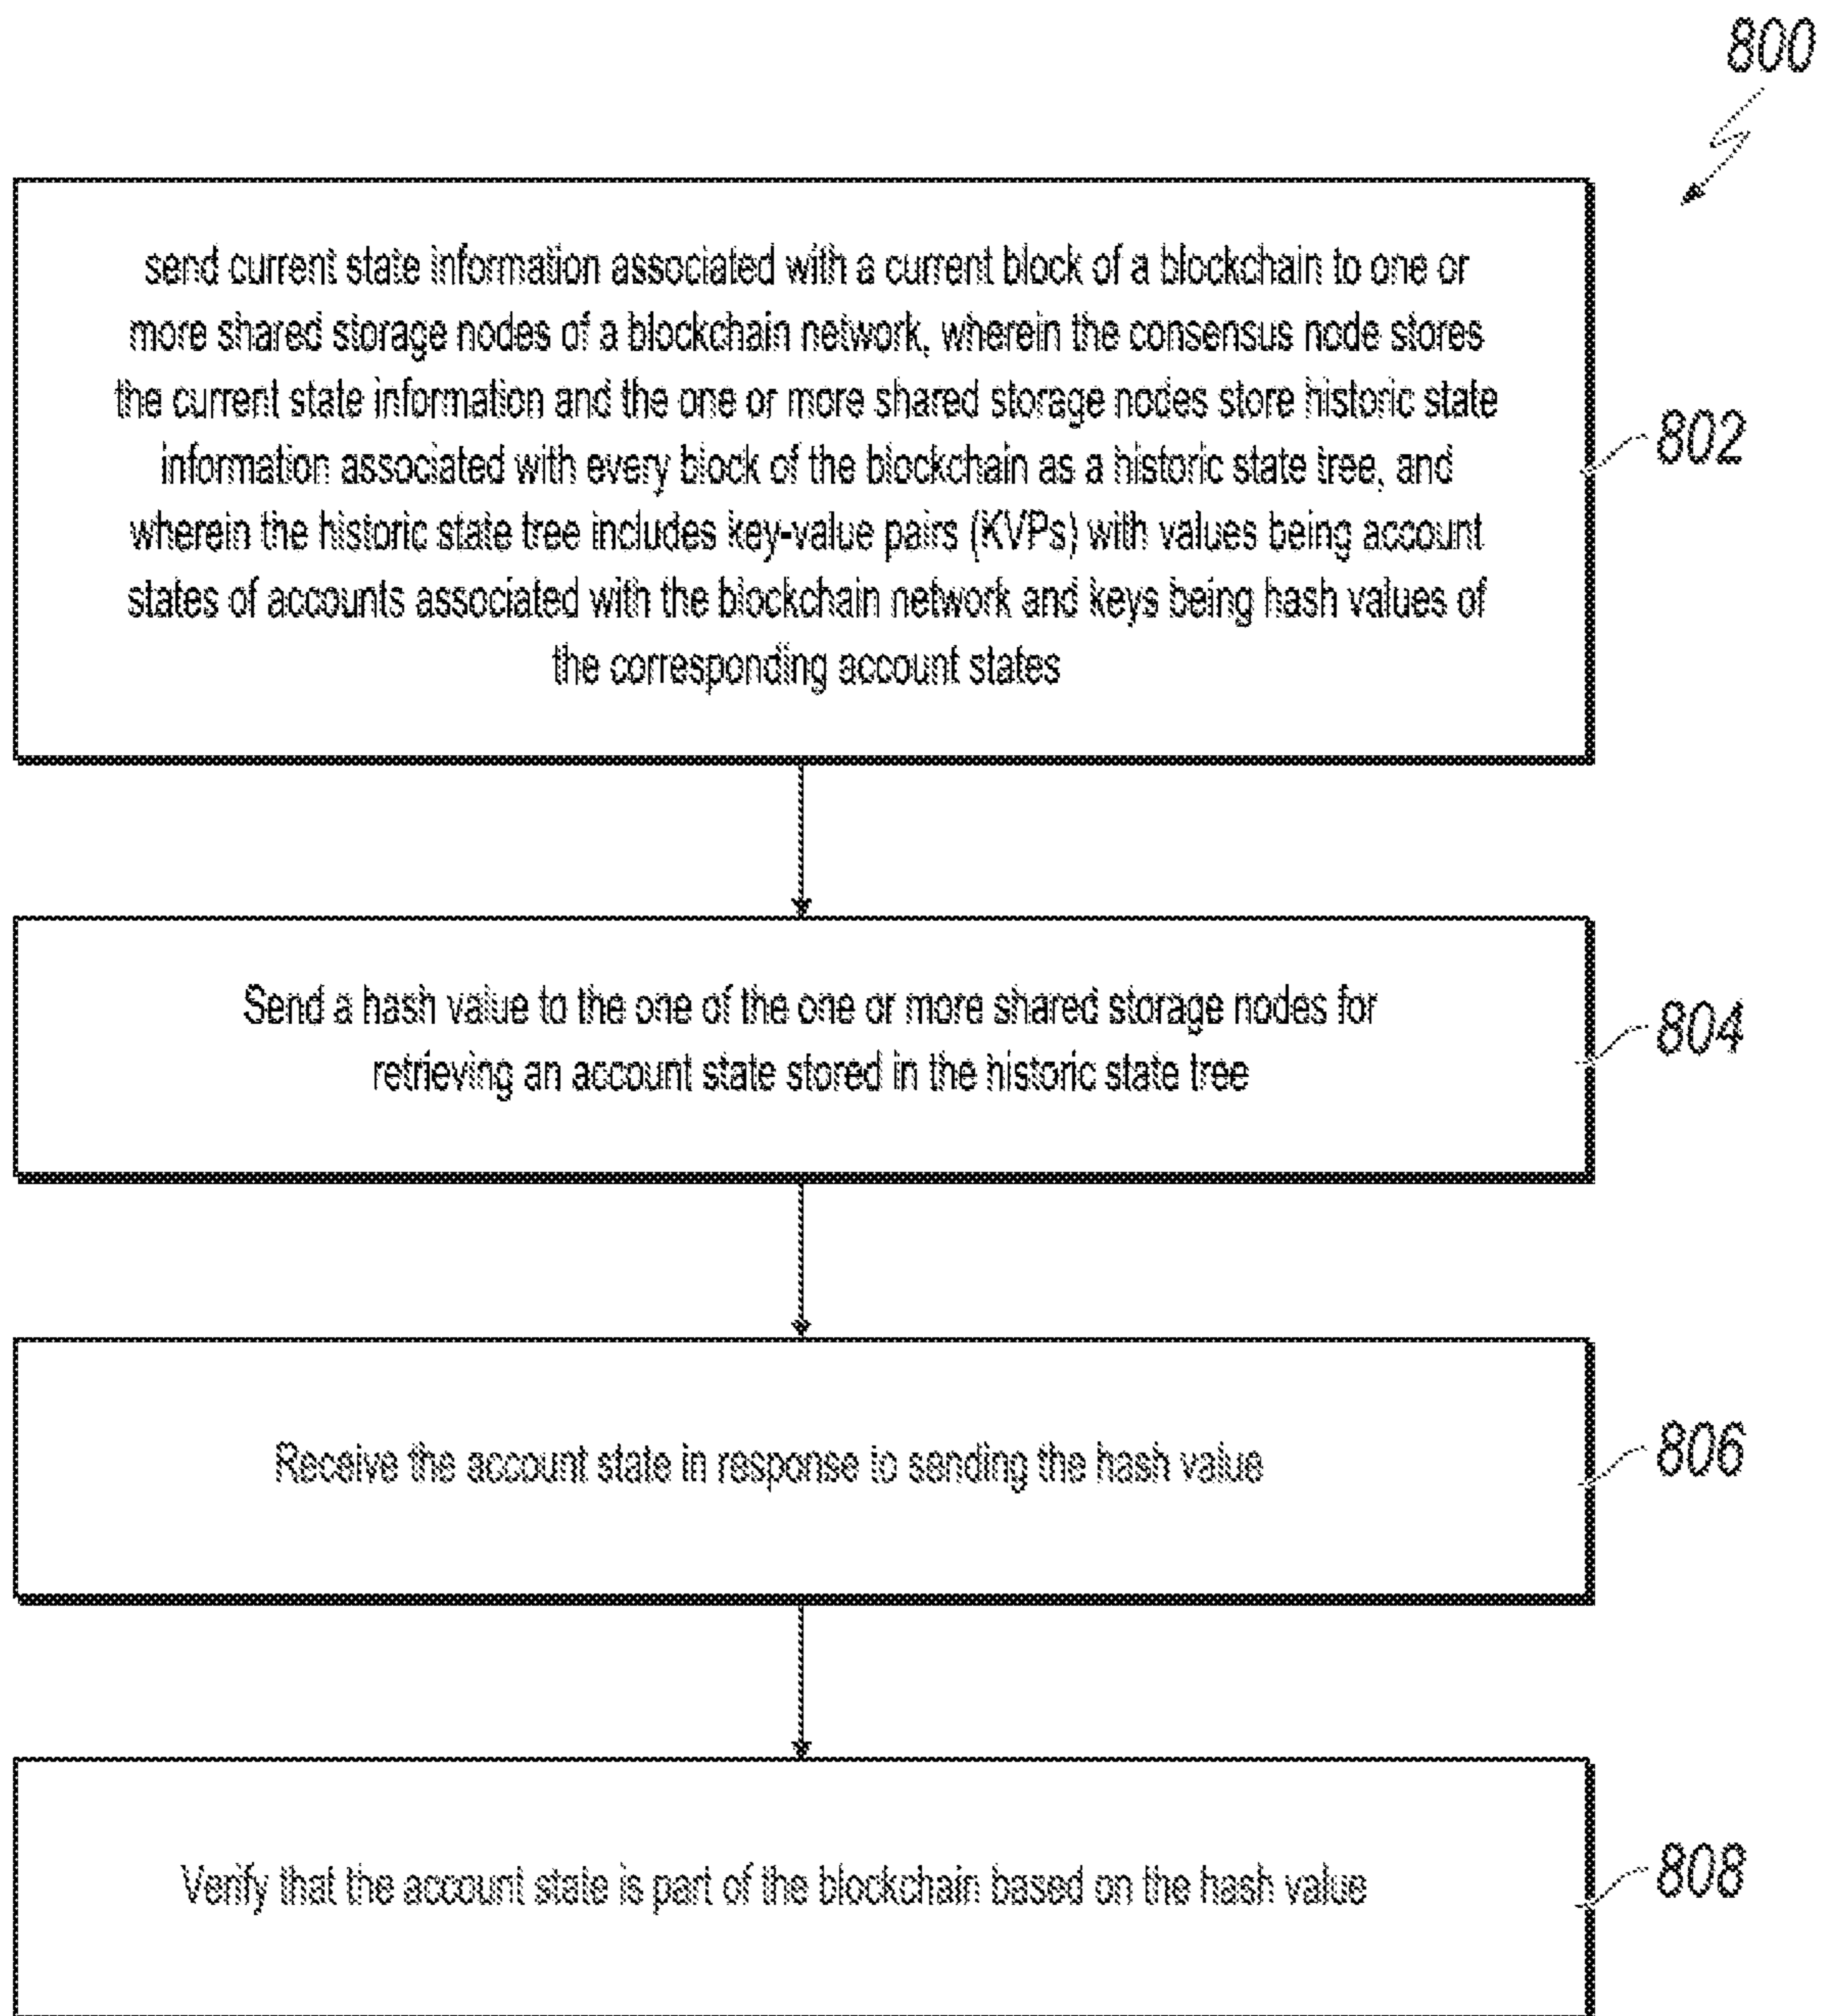 800
send current state information associated with a current block of a blockchain to one or
more shared storage nodes of a blockchain network, wherein the consensus node stores
the current state information and the one or more shared storage nodes store historic state
information associated with every block of the blockchain as a historic state tree, and
wherein the historic state tree includes key-value pairs (KVPs) with values being account
states of accounts associated with the blockchain network and keys being hash values of
the corresponding account states
802
Send a hash value to the one of the one or more shared storage nodes for
retrieving an account state stored in the historic state tree
804
Receive the account state in response to sending the hash value
806
Verify that the account state is part of the blockchain based on the hash value
808